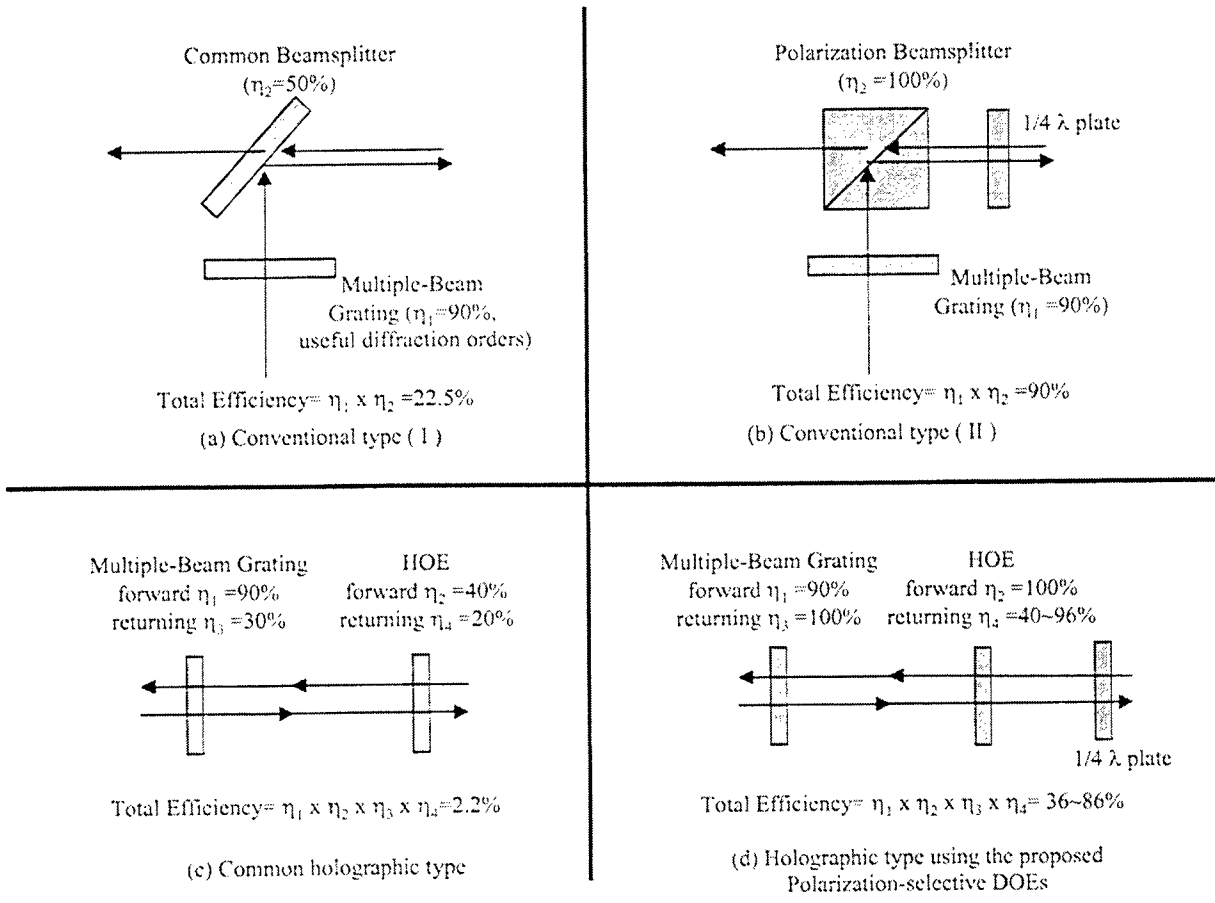 Common Beamsplitter
(η₂=50%)
Multiple-Beam
Grating (η₁=90%,
useful diffraction orders)
Total Efficiency= η₁ x η₂ =22.5%
(a) Conventional type ( I )
Polarization Beamsplitter
(η₂ =100%)
1/4 λ plate
Multiple-Beam
Grating (η₁ =90%)
Total Efficiency= η₁ x η₂ =90%
(b) Conventional type ( II )
Multiple-Beam Grating
forward η₁ =90%
returning η₃ =30%
HOE
forward η₂ =40%
returning η₄ =20%
Total Efficiency= η₁ x η₂ x η₃ x η₄=2.2%
(c) Common holographic type
Multiple-Beam Grating
forward η₁ =90%
returning η₃ =100%
HOE
forward η₂ =100%
returning η₄ =40~96%
1/4 λ plate
Total Efficiency= η₁ x η₂ x η₃ x η₄= 36~86%
(d) Holographic type using the proposed
Polarization-selective DOEs